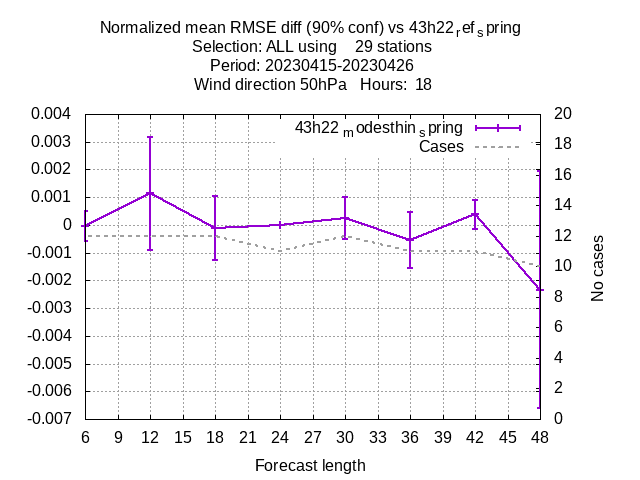 Normalized mean RMSE diff (90% conf) vs 43h22refspring
Selection: ALL using    29 stations
Period: 20230415-20230426
Wind direction 50hPa   Hours:  18
43h22modesthinspring
Cases
0.004
0.003
0.002
0.001
0
-0.001
-0.002
-0.003
-0.004
-0.005
-0.006
-0.007
20
18
16
14
12
10
8
6
4
2
0
No cases
6 9 12 15 18 21 24 27 30 33 36 39 42 45 48
Forecast length